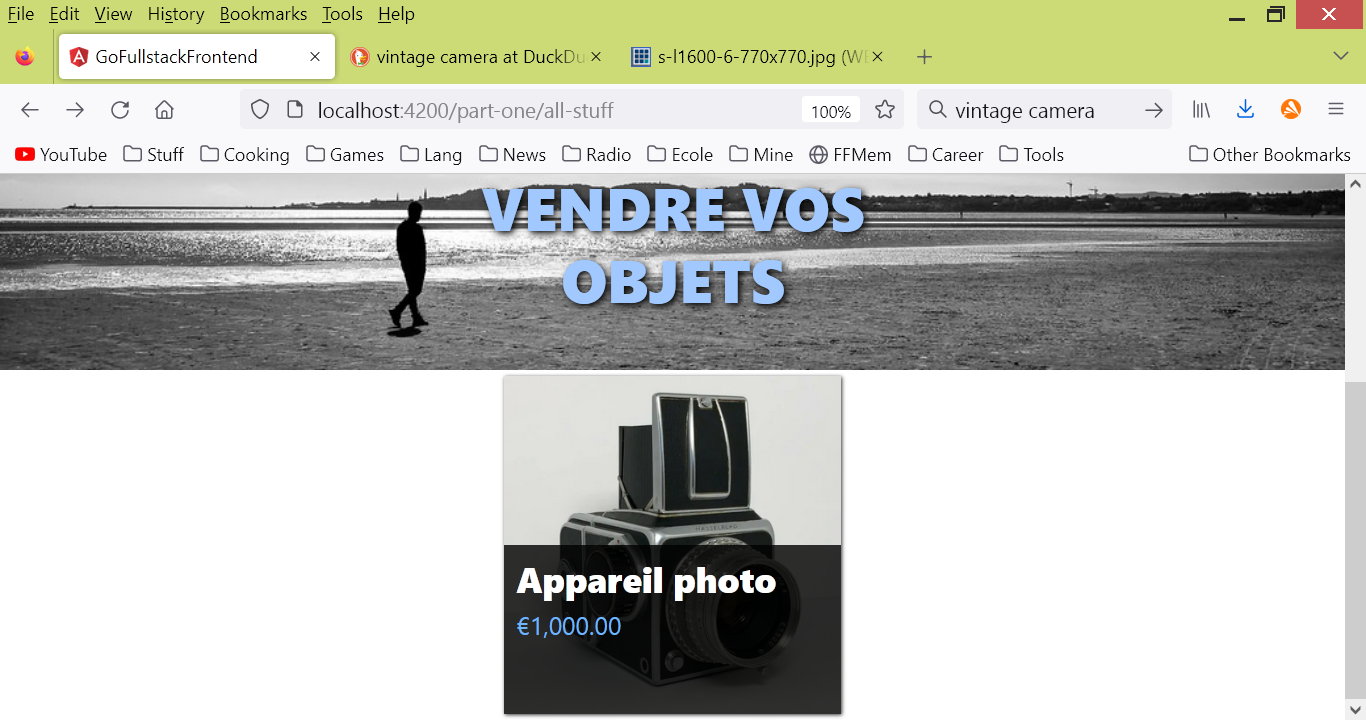 File Edit View History Bookmarks Tools Help
GoFullstackFrontend vintage camera at DuckDu s-l1600-6-770x770.jpg (WE
localhost:4200/part-one/all-stuff 100% vintage camera
YouTube Stuff Cooking Games Lang News Radio Ecole Mine FFMem Career Tools Other Bookmarks
VENDRE VOS
OBJETS
HASSELBLAD
Appareil photo
€1,000.00